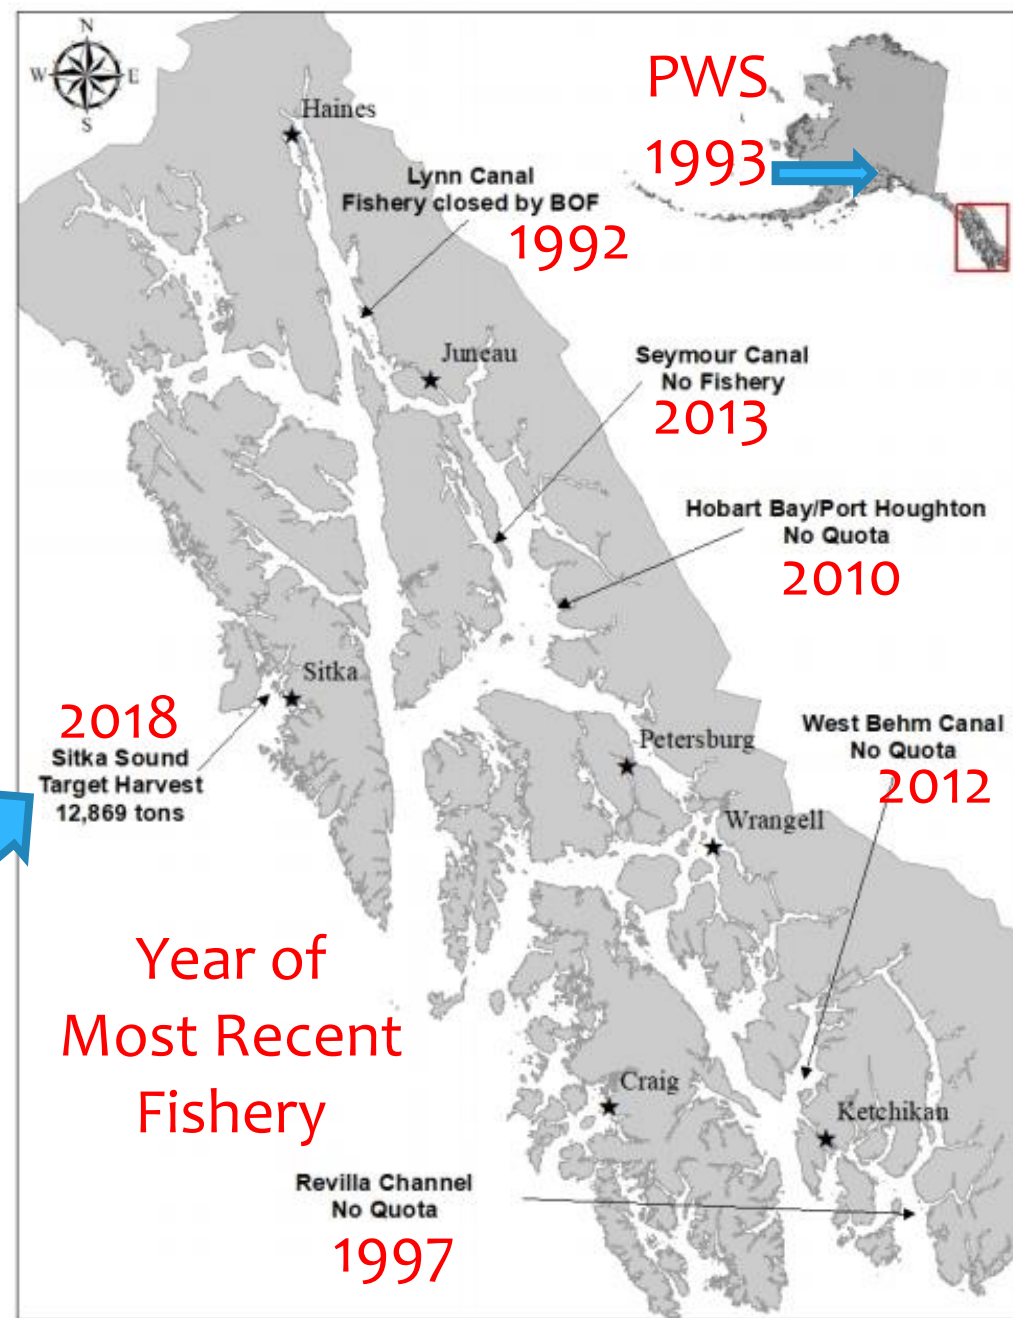 N
W
E
S
PWS
1993
Haines
Lynn Canal
Fishery closed by BOF
1992
Juneau
Seymour Canal
No Fishery
2013
Hobart Bay/Port Houghton
No Quota
2010
Sitka
2018
Sitka Sound
Target Harvest
12,869 tons
Petersburg
West Behm Canal
No Quota
2012
Wrangell
Year of
Most Recent
Fishery
Craig
Ketchikan
Revilla Channel
No Quota
1997